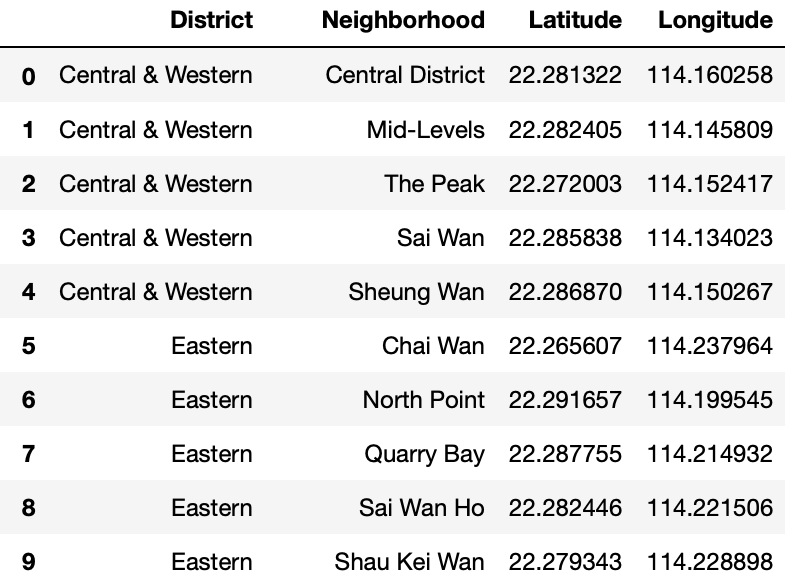 District Neighborhood Latitude Longitude
0 Central & Western Central District 22.281322 114.160258
1 Central & Western Mid-Levels 22.282405 114.145809
2 Central & Western The Peak 22.272003 114.152417
3 Central & Western Sai Wan 22.285838 114.134023
4 Central & Western Sheung Wan 22.286870 114.150267
5 Eastern Chai Wan 22.265607 114.237964
6 Eastern North Point 22.291657 114.199545
7 Eastern Quarry Bay 22.287755 114.214932
8 Eastern Sai Wan Ho 22.282446 114.221506
9 Eastern Shau Kei Wan 22.279343 114.228898